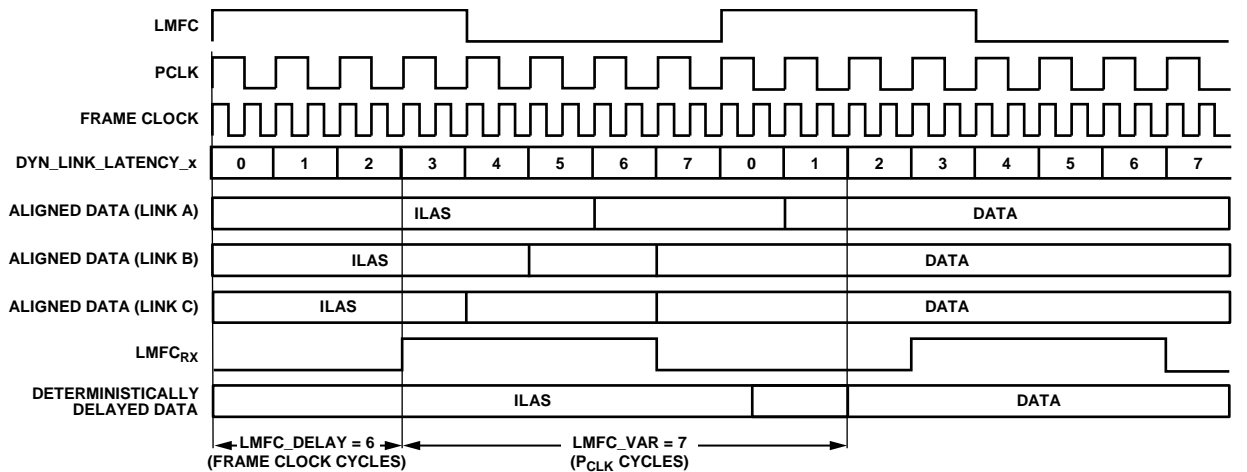 LMFC
PCLK
FRAME CLOCK
DYN_LINK_LATENCY_x 0 1 2 3 4 5 6 7 0 1 2 3 4 5 6 7
ALIGNED DATA (LINK A) ILAS DATA
ALIGNED DATA (LINK B) ILAS DATA
ALIGNED DATA (LINK C) ILAS DATA
LMFCRX
DETERMINISTICALLY
DELAYED DATA ILAS DATA
LMFC_DELAY = 6
(FRAME CLOCK CYCLES)
LMFC_VAR = 7
(PCLK CYCLES)